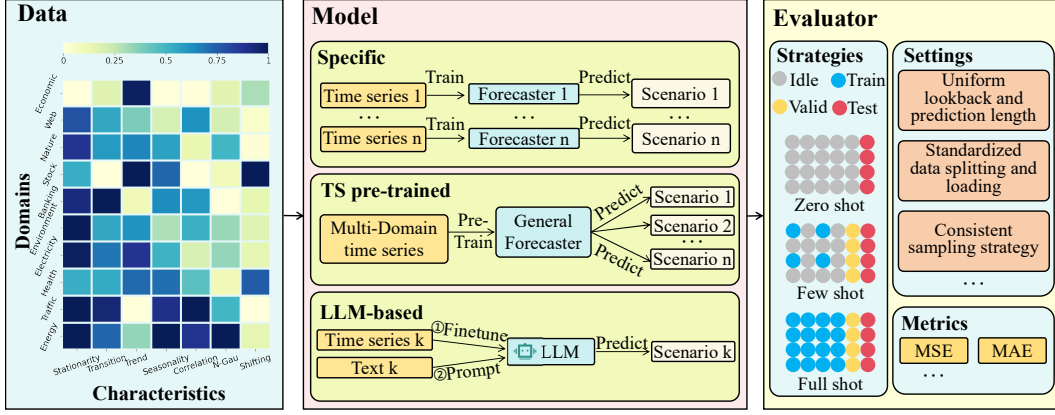 Data
0
0.25
0.5
0.75
1
Domains
Economic
Web
Nature
Stock
Banking
Environment
Electricity
Health
Traffic
Energy
Stationarity
Transition
Trend
Seasonality
Correlation
N-Gau
Shifting
Characteristics
Model
Specific
Time series 1
Train
Forecaster 1
Predict
Scenario 1
...
...
...
Time series n
Train
Forecaster n
Predict
Scenario n
TS pre-trained
Multi-Domain
time series
Pre-
Train
General
Forecaster
Predict
Predict
Scenario 1
Scenario 2
...
Scenario n
LLM-based
Time series k
①Finetune
Text k
②Prompt
LLM
Predict
Scenario k
Evaluator
Strategies
Idle
Train
Valid
Test
Zero shot
Few shot
Full shot
Settings
Uniform
lookback and
prediction length
Standardized
data splitting and
loading
Consistent
sampling strategy
...
Metrics
MSE
MAE
...